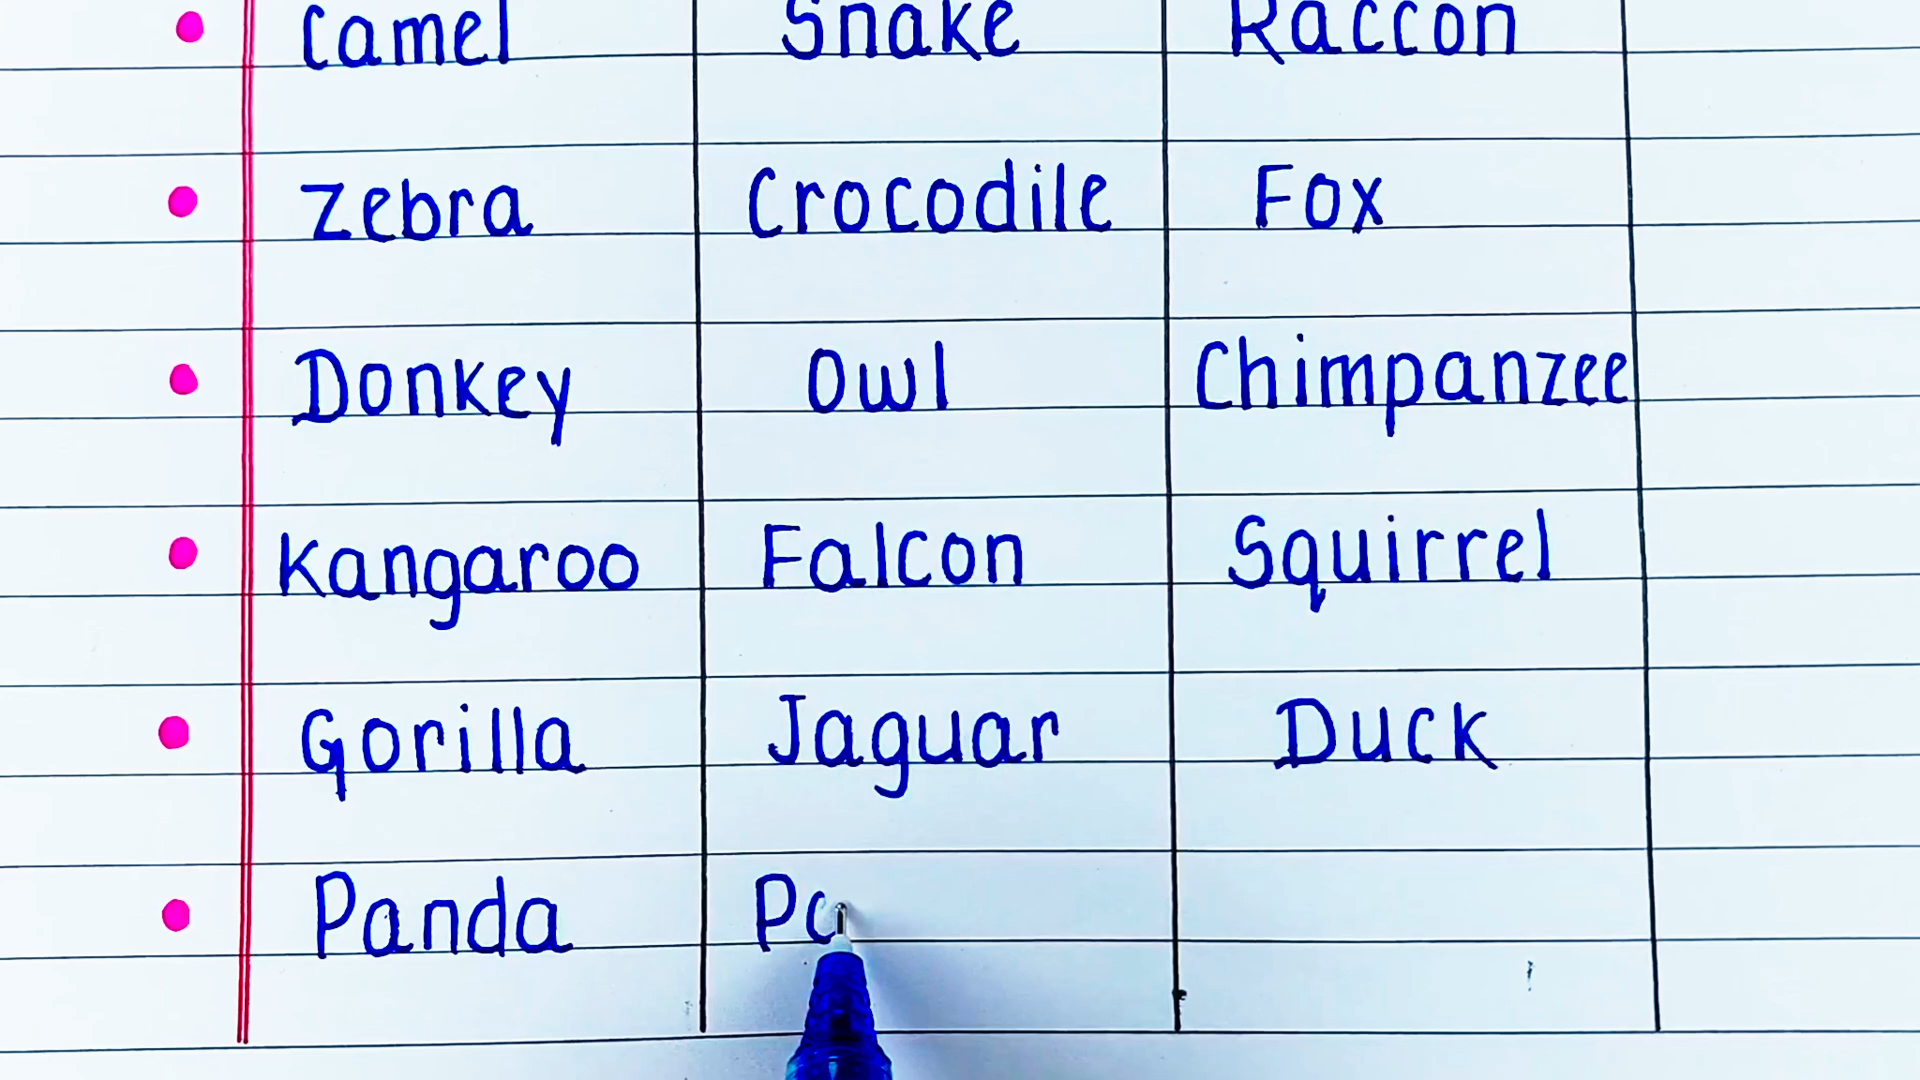 Camel Snake Raccon
Zebra Crocodile Fox
Donkey Owl Chimpanzee
Kangaroo Falcon Squirrel
Gorilla Jaguar Duck
Panda